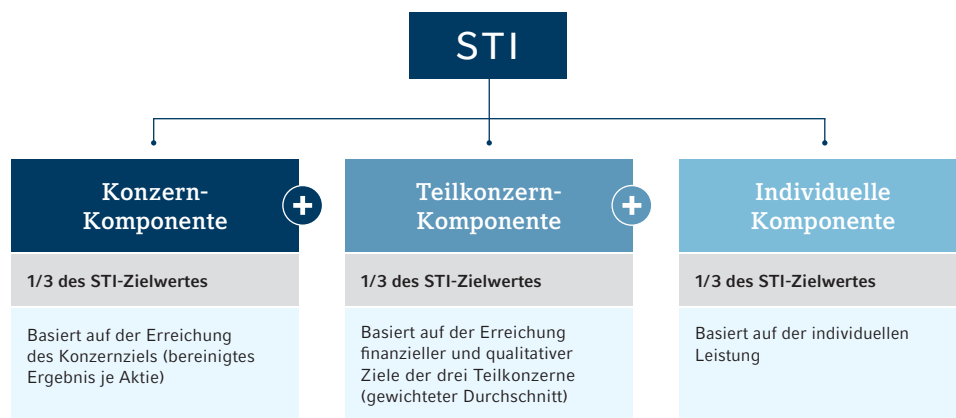 STI
Konzern-
Komponente
+
Teilkonzern-
Komponente
+
Individuelle
Komponente
1/3 des STI-Zielwertes
1/3 des STI-Zielwertes
1/3 des STI-Zielwertes
Basiert auf der Erreichung
des Konzernziels (bereinigtes
Ergebnis je Aktie)
Basiert auf der Erreichung
finanzieller und qualitativer
Ziele der drei Teilkonzerne
(gewichteter Durchschnitt)
Basiert auf der individuellen
Leistung